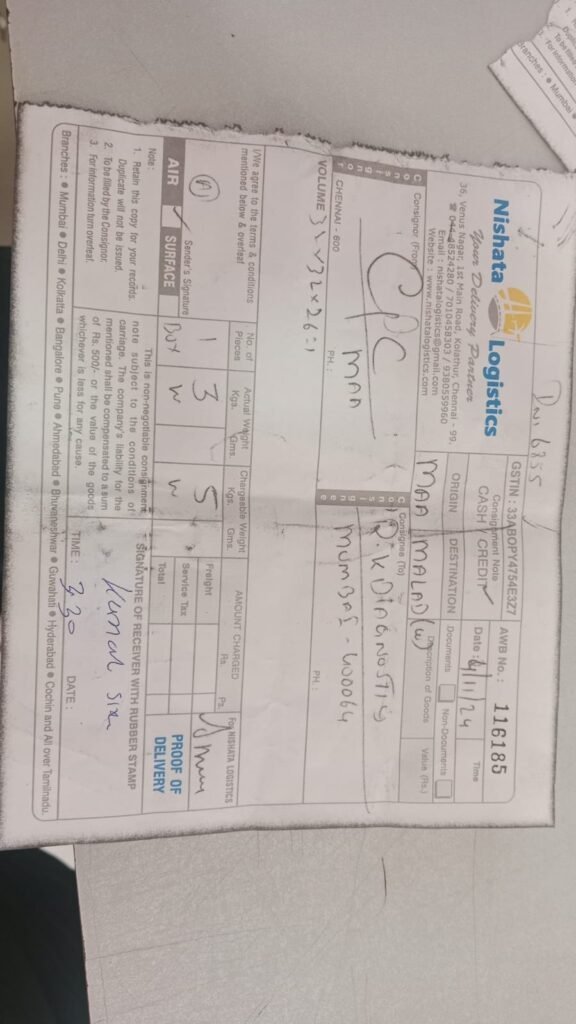 Dmi 6855
Nishata Logistics
Your Delivery Partner
36, Venus Nagar, 1st Main Road, Kolathur, Chennai - 99.
☎ 044-48524280 / 7010458303 / 9380559960
Email : nishatalogistics@gmail.com
Website : www.nishatalogistics.com
GSTIN : 33ABOPY4754E3Z7
Consignment Note
CASH / CREDIT
AWB No.: 116185
Date : 4/11/24
Time
ORIGIN
DESTINATION
Documents
Non-Documents
MAA
MALAD(W)
Description of Goods
Value (Rs.)
Consignor (From)
CPC
MAA
CHENNAI - 600
PH. :
Consignee (To)
Diagnostics
MUMBAI - 400064
PH. :
VOLUME
32x26=1
I/We agree to the terms & conditions
mentioned below & overleaf
Sender's Signature
No. of
Pieces
Actual Weight
Kgs. Gms.
Chargeable Weight
Kgs. Gms.
AMOUNT CHARGED
Rs. Ps.
For NISHATA LOGISTICS
1
3
5
Box
Freight
Service Tax
Total
PROOF OF
DELIVERY
AIR
SURFACE
Note :
1. Retain this copy for your records.
Duplicate will not be issued.
2. To be filled by the Consignor.
3. For information turn overleaf.
This is non-negotiable consignment
note subject to the conditions of
carriage. The company's liability for the
mentioned shall be compensated to a sum
of Rs. 500/- or the value of the goods
whichever is less for any cause.
SIGNATURE OF RECEIVER WITH RUBBER STAMP
TIME : 3.30
DATE :
Branches : ● Mumbai ● Delhi ● Kolkatta ● Bangalore ● Pune ● Ahmedabad ● Bhuvaneshwar ● Guwahati ● Hyderabad ● Cochin and All over Tamilnadu.